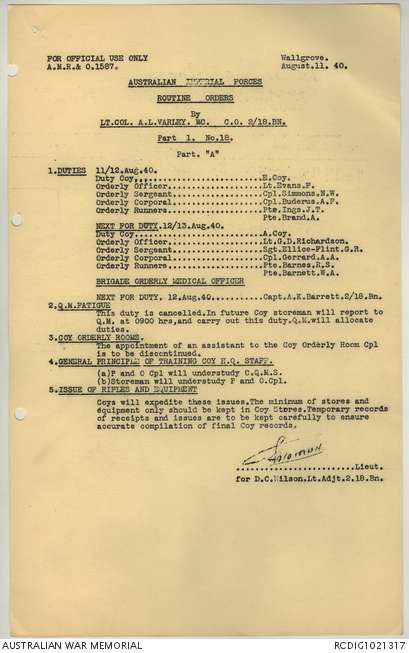 FOR OFFICIAL USE ONLY
A.M.R.& O.1587.
Wallgrove.
August.11. 40.
AUSTRALIAN IMPERIAL FORCES
ROUTINE ORDERS
By
LT.COL. A.L.VARLEY. MC. C.O. 2/18.BN.
Part 1. No.18.
Part. "A"
1.DUTIES 11/12.Aug.40.
Duty Coy..............................E.Coy.
Orderly Officer.......................Lt.Evans.F.
Orderly Sergeant......................Cpl.Simmons.N.W.
Orderly Corporal......................Cpl.Buderus.A.F.
Orderly Runners.......................Pte.Ings.J.T.
Pte.Brand.A.
NEXT FOR DUTY.12/13.Aug.40.
Duty Coy..............................A.Coy.
Orderly Officer.......................Lt.G.D.Richardson.
Orderly Sergeant......................Sgt.Ellice-Flint.G.R.
Orderly Corporal......................Cpl.Gerrard.A.A.
Orderly Runners.......................Pte.Barnes.R.S.
Pte.Barnett.W.A.
BRIGADE ORDERLY MEDICAL OFFICER
NEXT FOR DUTY. 12.Aug.40........Capt.A.K.Barrett.2/18.Bn.
2.Q.M.FATIGUE
This duty is cancelled.In future Coy storeman will report to
Q.M. at 0900 hrs,and carry out this duty.Q.M.will allocate
duties.
3.COY ORDERLY ROOMS.
The appointment of an assistant to the Coy Orderly Room Cpl
is to be discontinued.
4.GENERAL PRINCIPLE OF TRAINING COY H.Q. STAFF.
(a)P and O Cpl will understudy C.Q.M.S.
(b)Storeman will understudy P and O.Cpl.
5.ISSUE OF RIFLES AND EQUIPMENT
Coys will expedite these issues.The minimum of stores and
equipment only should be kept in Coy Stores.Temporary records
of receipts and issues are to be kept carefully to ensure
accurate compilation of final Coy records.
........................Lieut.
for D.C.Wilson.Lt.Adjt.2.18.Bn.
AUSTRALIAN WAR MEMORIAL
RCDIG1021317